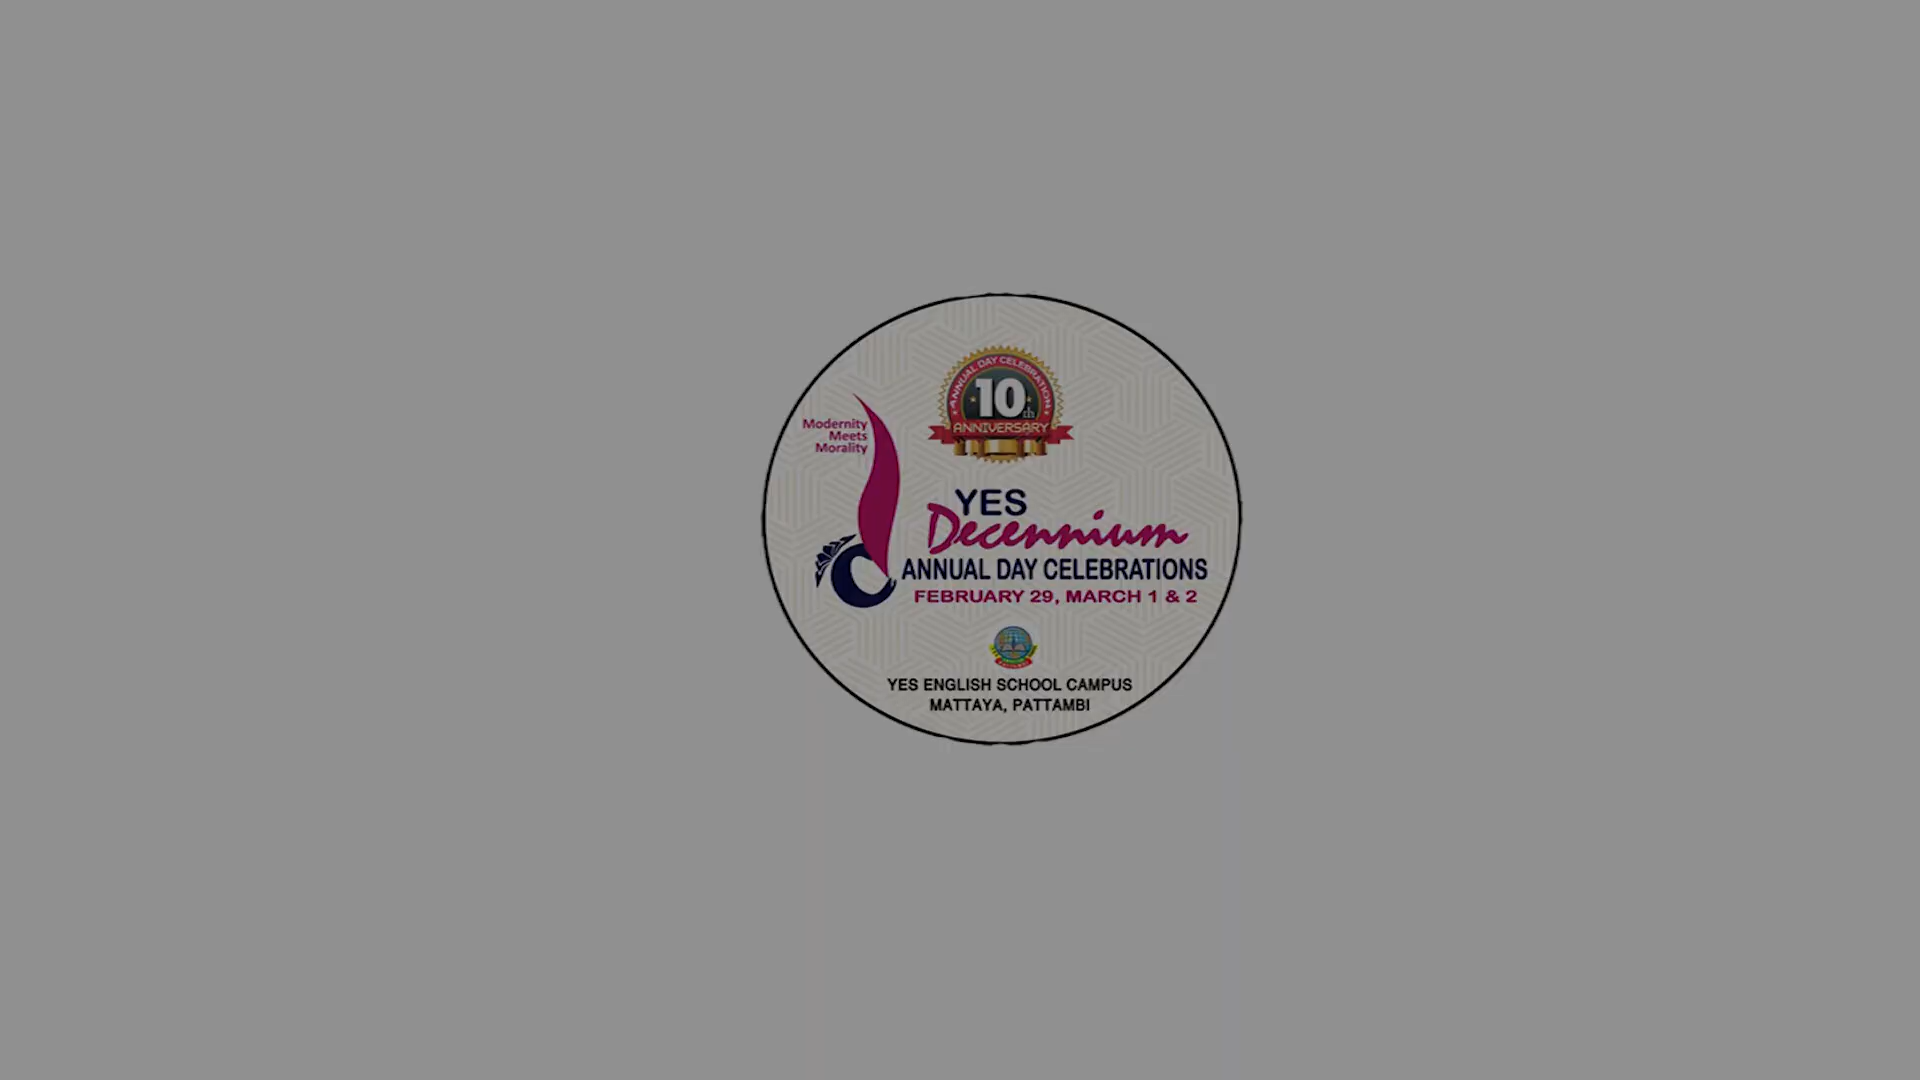 ANNUAL DAY CELEBRATION
10th
ANNIVERSARY
Modernity
Meets
Morality
YES
Decennium
ANNUAL DAY CELEBRATIONS
FEBRUARY 29, MARCH 1 & 2
YES ENGLISH SCHOOL CAMPUS
MATTAYA, PATTAMBI